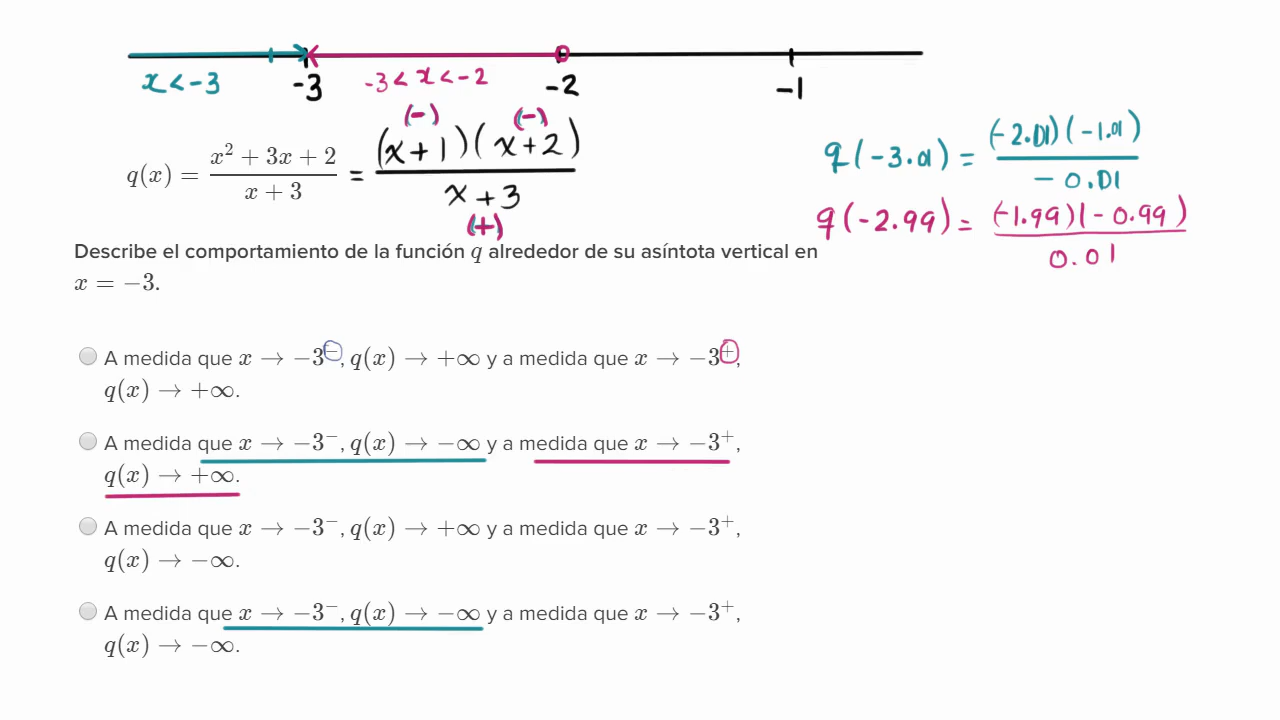 x < -3
-3 < x < -2
-3
-2
-1
(-) (-)
q(x) = x² + 3x + 2 / x + 3 = (x+1)(x+2) / x+3
(+)
q(-3.01) = (-2.01)(-1.01) / -0.01
q(-2.99) = (-1.99)(-0.99) / 0.01
Describe el comportamiento de la función q alrededor de su asíntota vertical en
x = −3.
A medida que x → −3⁻, q(x) → +∞ y a medida que x → −3⁺,
q(x) → +∞.
A medida que x → −3⁻, q(x) → −∞ y a medida que x → −3⁺,
q(x) → +∞.
A medida que x → −3⁻, q(x) → +∞ y a medida que x → −3⁺,
q(x) → −∞.
A medida que x → −3⁻, q(x) → −∞ y a medida que x → −3⁺,
q(x) → −∞.